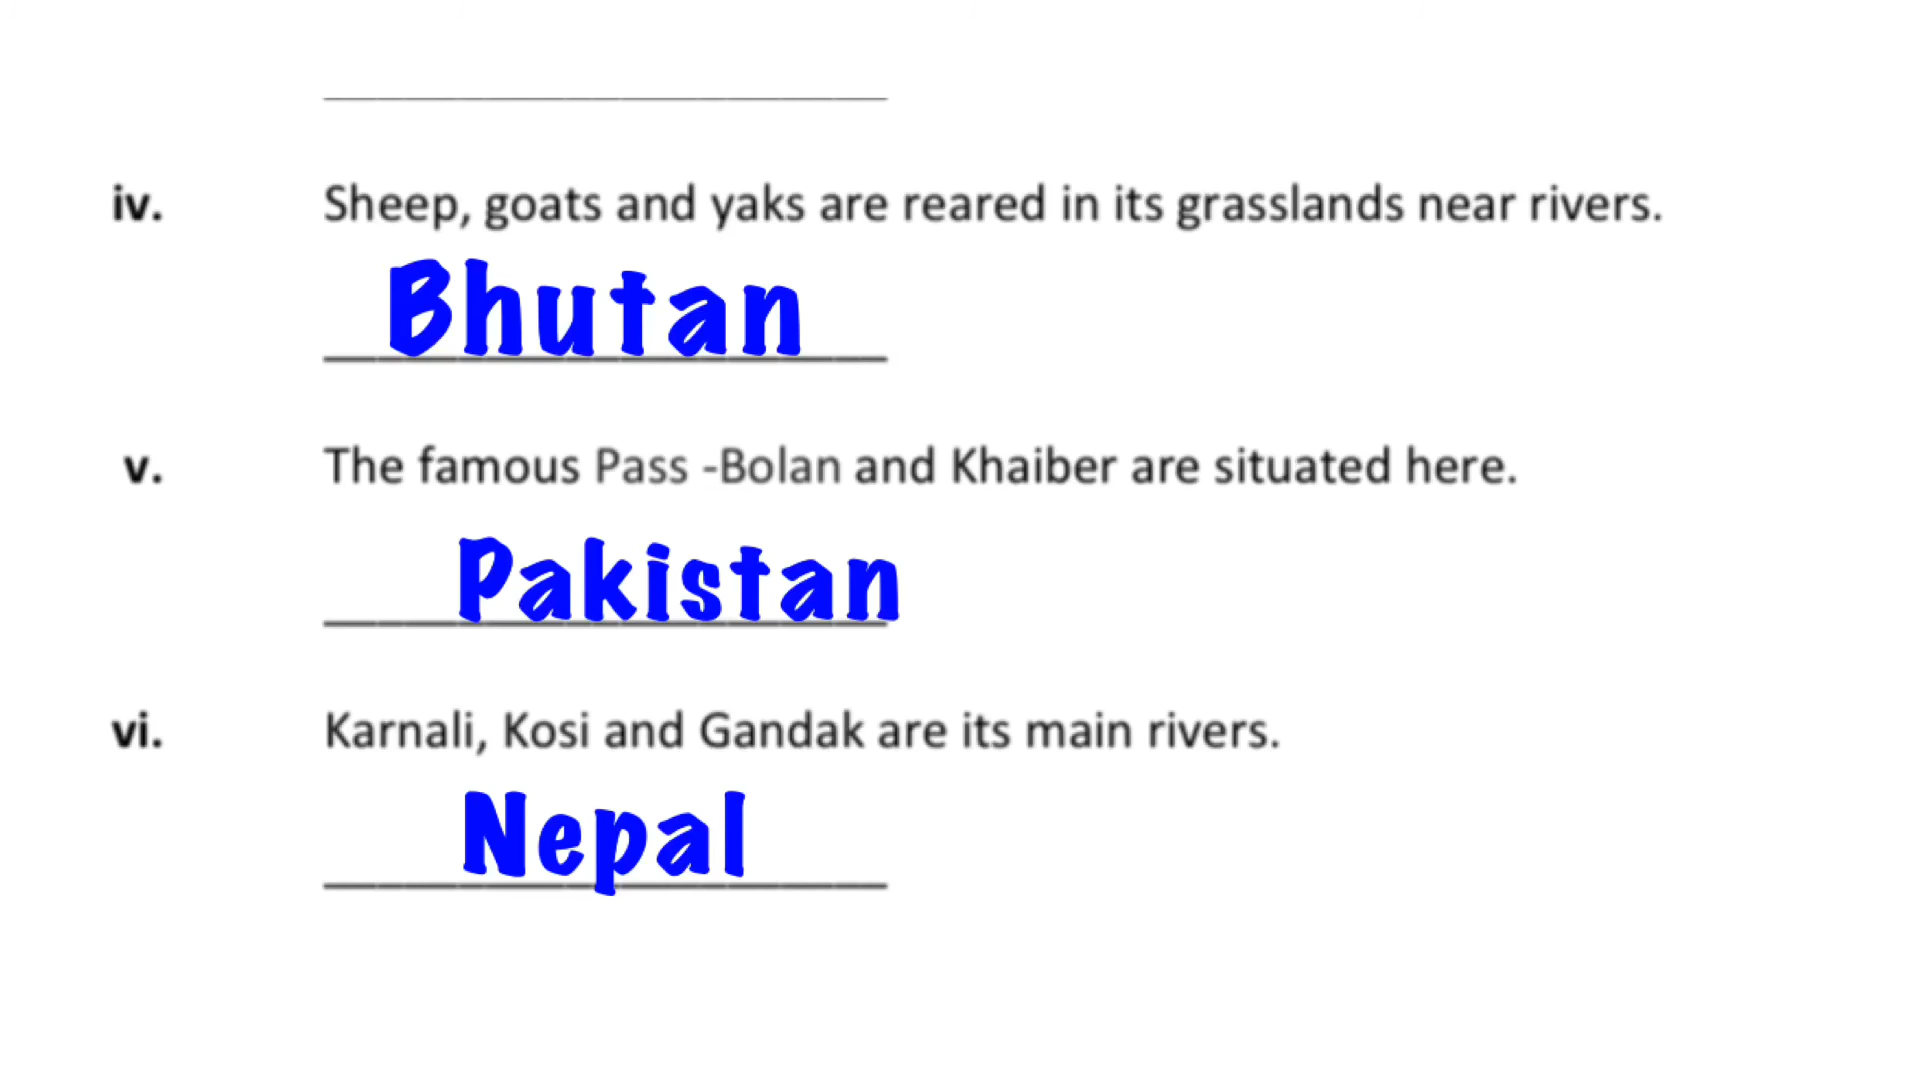 iv. Sheep, goats and yaks are reared in its grasslands near rivers.
Bhutan
v. The famous Pass -Bolan and Khaiber are situated here.
Pakistan
vi. Karnali, Kosi and Gandak are its main rivers.
Nepal